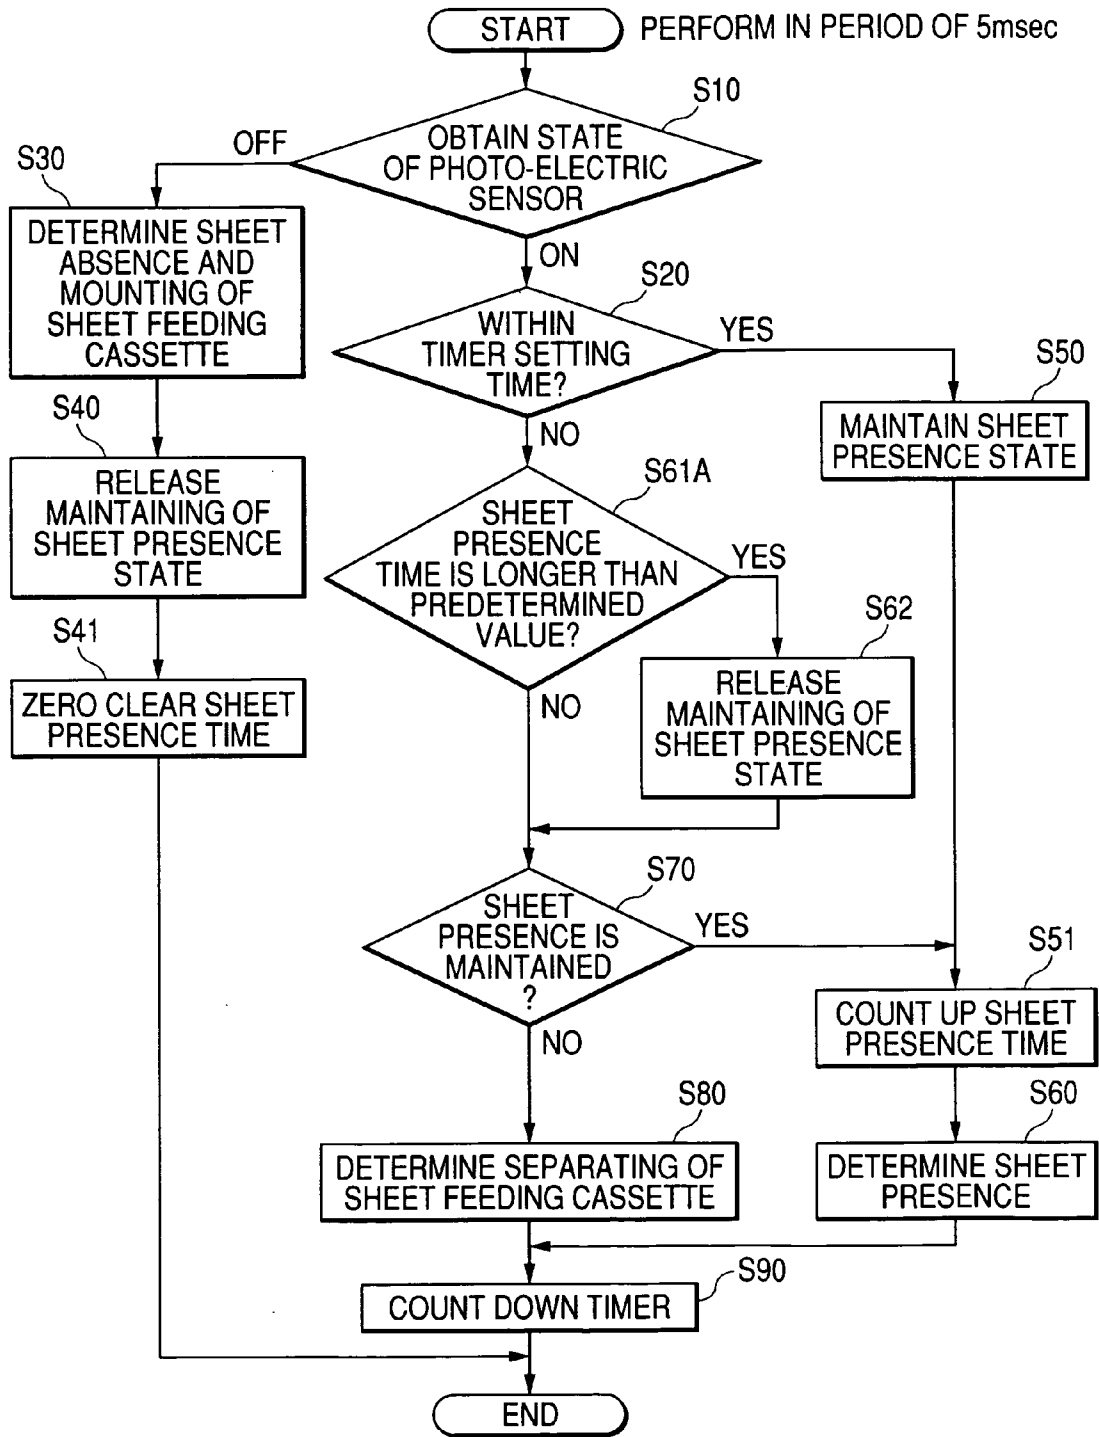 START
PERFORM IN PERIOD OF 5msec
S10
OBTAIN STATE
OF PHOTO-ELECTRIC
SENSOR
OFF
ON
S30
DETERMINE SHEET
ABSENCE AND
MOUNTING OF
SHEET FEEDING
CASSETTE
S20
WITHIN
TIMER SETTING
TIME?
YES
NO
S50
MAINTAIN SHEET
PRESENCE STATE
S40
RELEASE
MAINTAINING OF
SHEET PRESENCE
STATE
S61A
SHEET
PRESENCE
TIME IS LONGER THAN
PREDETERMINED
VALUE?
YES
NO
S62
RELEASE
MAINTAINING OF
SHEET PRESENCE
STATE
S41
ZERO CLEAR SHEET
PRESENCE TIME
S70
SHEET
PRESENCE IS
MAINTAINED
?
YES
NO
S51
COUNT UP SHEET
PRESENCE TIME
S80
DETERMINE SEPARATING OF
SHEET FEEDING CASSETTE
S60
DETERMINE SHEET
PRESENCE
S90
COUNT DOWN TIMER
END